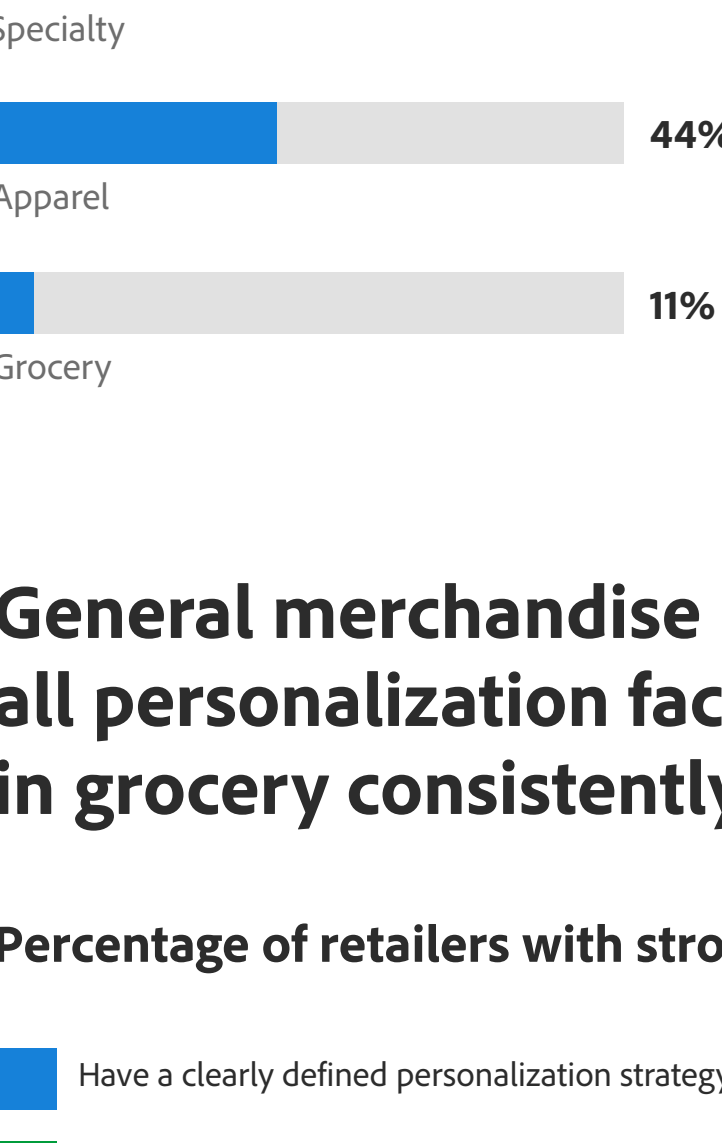 Specialty
44%
Apparel
11%
Grocery
General merchandise
all personalization fac
in grocery consistently
Percentage of retailers with stro
Have a clearly defined personalization strategy